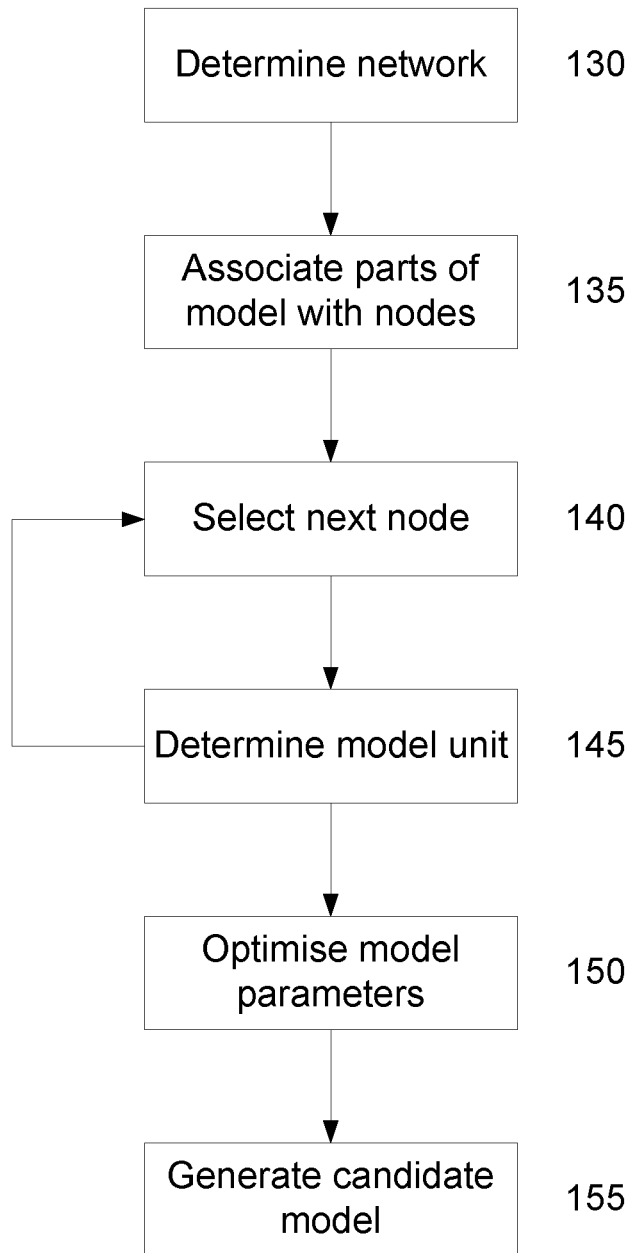 Determine network 130
Associate parts of
model with nodes 135
Select next node 140
Determine model unit 145
Optimise model
parameters 150
Generate candidate
model 155